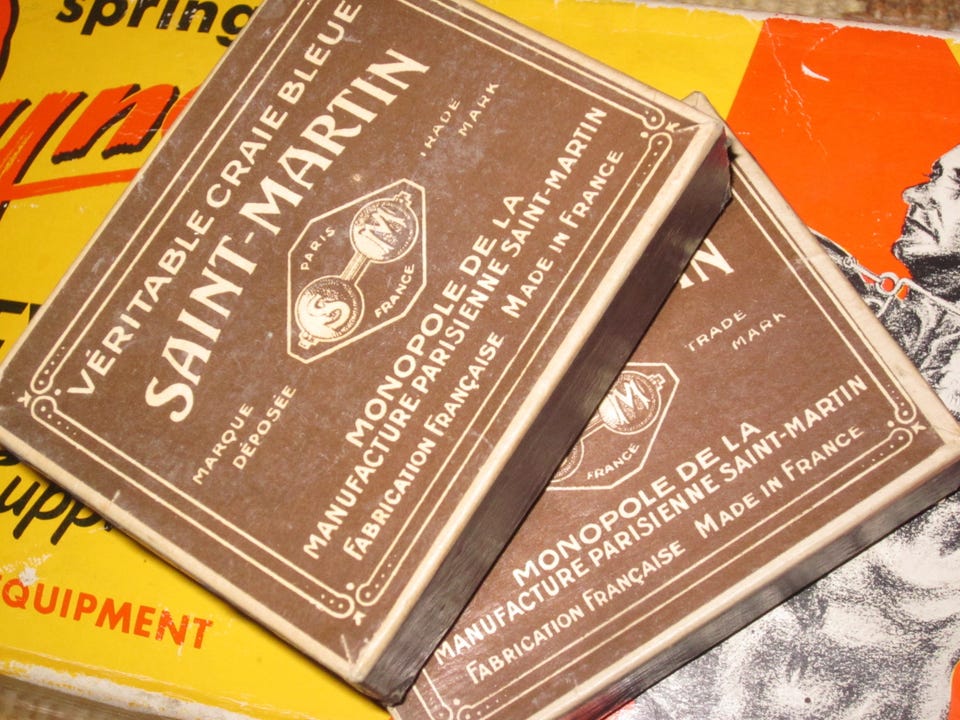 spring
VÉRITABLE CRAIE BLEUE
SAINT-MARTIN
TRADE
MARK
PARIS
M
S
FRANCE
MARQUE
DÉPOSÉE
MONOPOLE DE LA
MANUFACTURE PARISIENNE SAINT-MARTIN
FABRICATION FRANÇAISE MADE IN FRANCE
TRADE
MARK
M
FRANCE
MONOPOLE DE LA
MANUFACTURE PARISIENNE SAINT-MARTIN
FABRICATION FRANÇAISE MADE IN FRANCE
EQUIPMENT